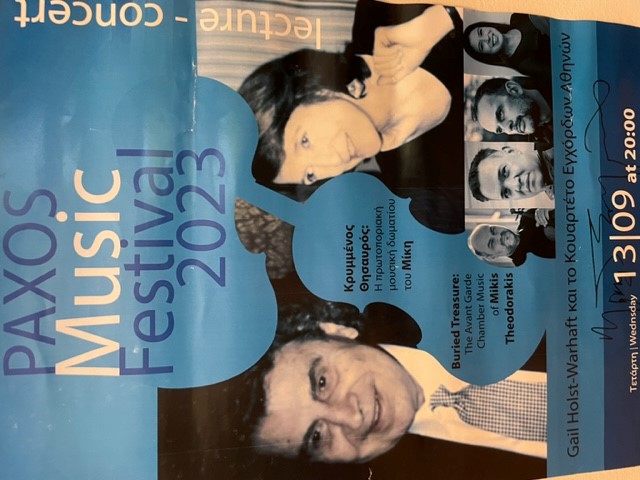 PAXOS
Music
Festival
2023
lecture - concert
Κρυμμένος
Θησαυρός:
Η πρωτοποριακή
μουσική δωματίου
του Μίκη
Buried Treasure:
The Avant Garde
Chamber Music
of Mikis
Theodorakis
Gail Holst-Warhaft και το Κουαρτέτο Εγχόρδων Αθηνών
Τετάρτη | Wednsday 13|09 at 20:00